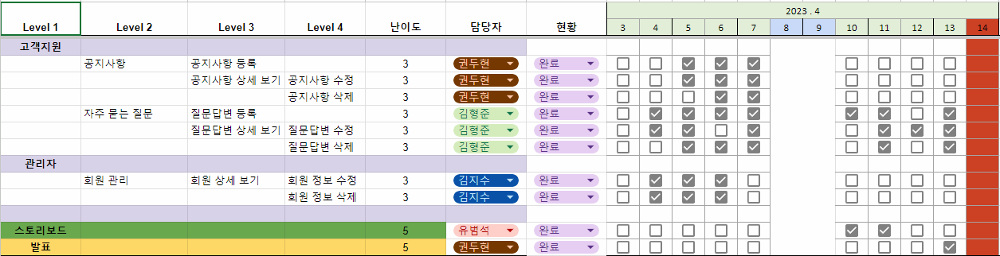 2023 . 4
Level 1 Level 2 Level 3 Level 4 난이도 담당자 현황 3 4 5 6 7 8 9 10 11 12 13 14
고객지원
공지사항 공지사항 등록 3 권두현 완료
공지사항 상세 보기 공지사항 수정 3 권두현 완료
공지사항 삭제 3 권두현 완료
자주 묻는 질문 질문답변 등록 3 김형준 완료
질문답변 상세 보기 질문답변 수정 3 김형준 완료
질문답변 삭제 3 김형준 완료
관리자
회원 관리 회원 상세 보기 회원 정보 수정 3 김지수 완료
회원 정보 삭제 3 김지수 완료
스토리보드 5 유범석 완료
발표 5 권두현 완료